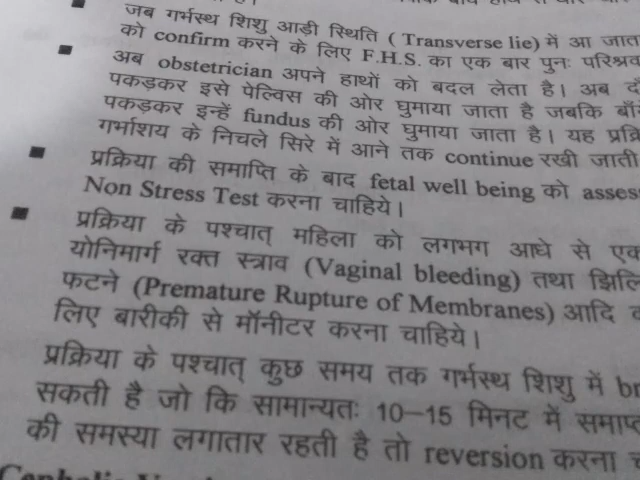 जब गर्भस्थ शिशु आड़ी स्थिति ( Transverse lie) में आ
को confirm करने के लिए F.H.S. का एक बार पुनः
अब obstetrician अपने हाथों को बदल लेता है। अब
पकड़कर इसे पेल्विस की ओर घुमाया जाता है जबकि
पकड़कर इन्हें fundus की ओर घुमाया जाता है। यह
गर्भाशय के निचले सिरे में आने तक continue रखी जाती
प्रक्रिया की समाप्ति के बाद fetal well being को
Non Stress Test करना चाहिये।
प्रक्रिया के पश्चात् महिला को लगभग आधे से एक
योनिमार्ग रक्त स्त्राव (Vaginal bleeding) तथा
फटने (Premature Rupture of Membranes) आदि
लिए बारीकी से मॉनीटर करना चाहिये।
प्रक्रिया के पश्चात् कुछ समय तक गर्भस्थ शिशु में
सकती है जो कि सामान्यतः 10-15 मिनट में
की समस्या लगातार रहती है तो reversion करना